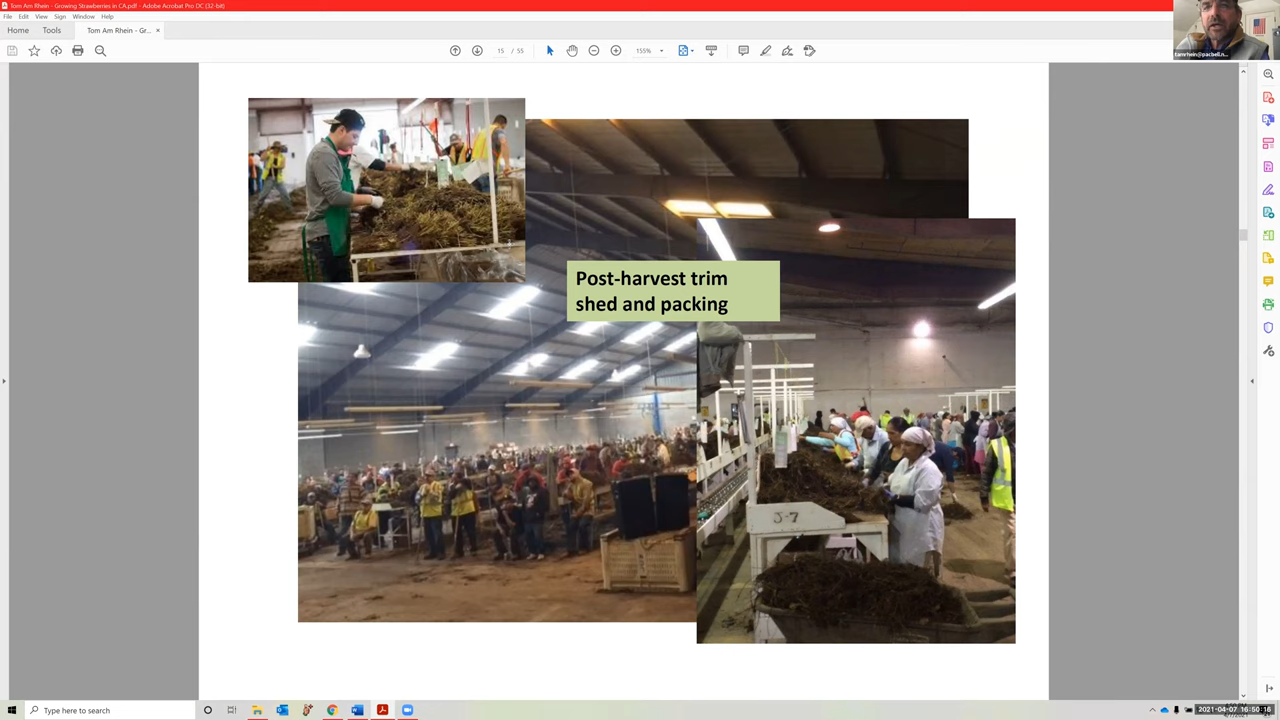 Tom Am Rhein - Growing Strawberries in CA.pdf - Adobe Acrobat Pro DC (32-bit)
File Edit View Sign Window Help
Home Tools Tom Am Rhein - Gr... ×
15 / 55 155%
tamrhein@pacbell.n...
Post-harvest trim
shed and packing
J-7
Type here to search
2021-04-07 16:50:16